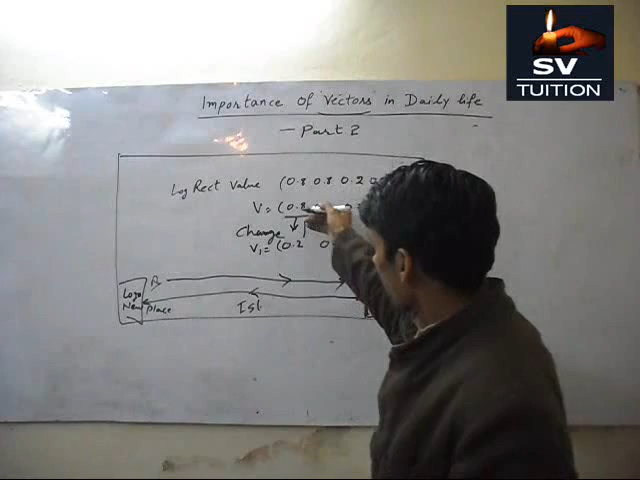 SV
TUITION
Importance of Vectors in Daily life
- Part 2
Log Rect Value (0.8 0.8 0.2
V = (0.8
Change
V₁ = (0.2
Logo
New Place
Ist